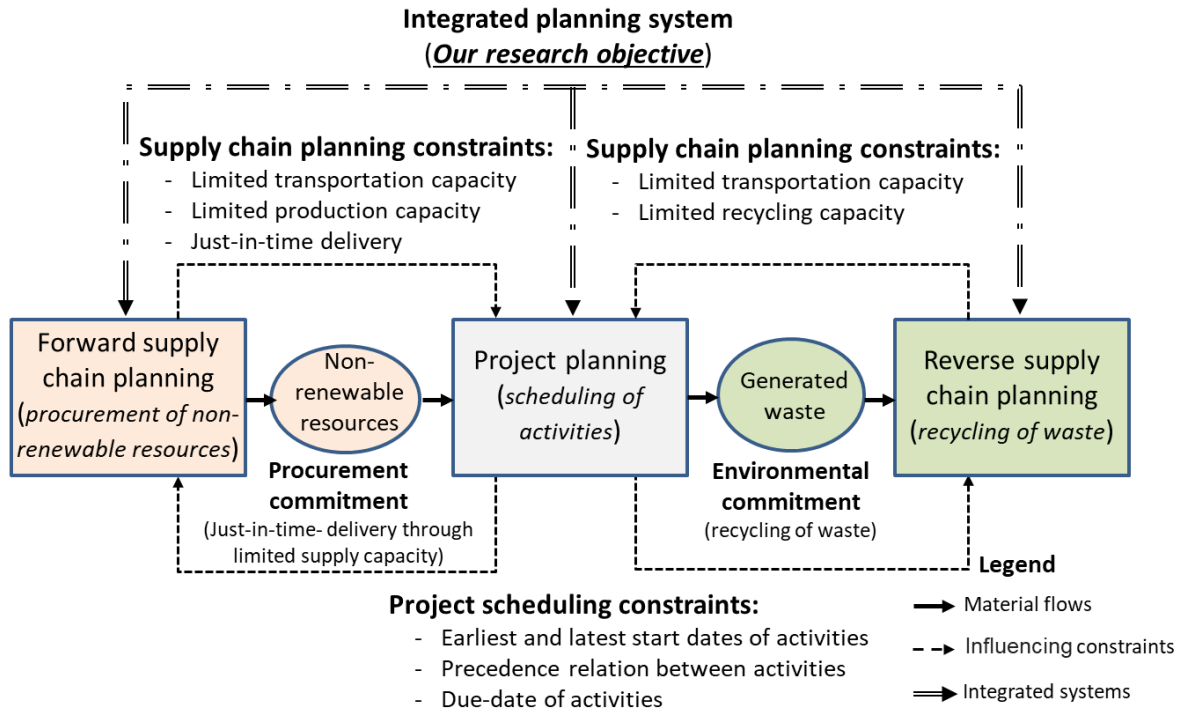 Integrated planning system
(Our research objective)
Supply chain planning constraints:
- Limited transportation capacity
- Limited production capacity
- Just-in-time delivery
Supply chain planning constraints:
- Limited transportation capacity
- Limited recycling capacity
Forward supply
chain planning
(procurement of non-
renewable resources)
Non-
renewable
resources
Project planning
(scheduling of
activities)
Generated
waste
Reverse supply
chain planning
(recycling of waste)
Procurement
commitment
(Just-in-time- delivery through
limited supply capacity)
Environmental
commitment
(recycling of waste)
Project scheduling constraints:
- Earliest and latest start dates of activities
- Precedence relation between activities
- Due-date of activities
Legend
Material flows
Influencing constraints
Integrated systems